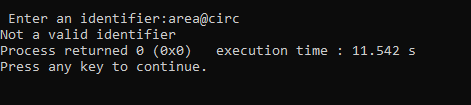 Enter an identifier:area@circ
Not a valid identifier
Process returned 0 (0x0)   execution time : 11.542 s
Press any key to continue.